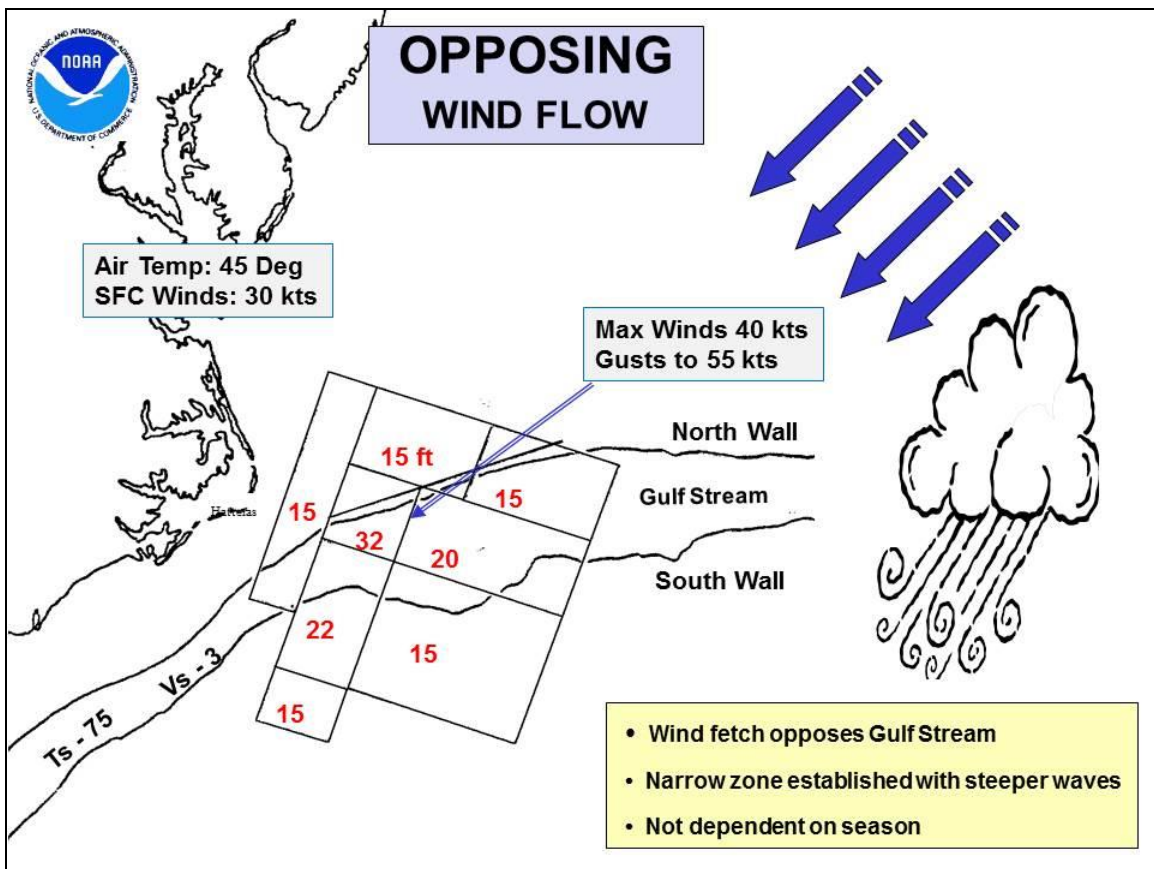 NATIONAL OCEANIC AND ATMOSPHERIC ADMINISTRATION
NOAA
U.S. DEPARTMENT OF COMMERCE
OPPOSING
WIND FLOW
Air Temp: 45 Deg
SFC Winds: 30 kts
Max Winds 40 kts
Gusts to 55 kts
North Wall
15 ft
15
Gulf Stream
15
Hatteras
32
20
South Wall
22
15
Vs - 3
15
Ts - 75
• Wind fetch opposes Gulf Stream
• Narrow zone established with steeper waves
• Not dependent on season